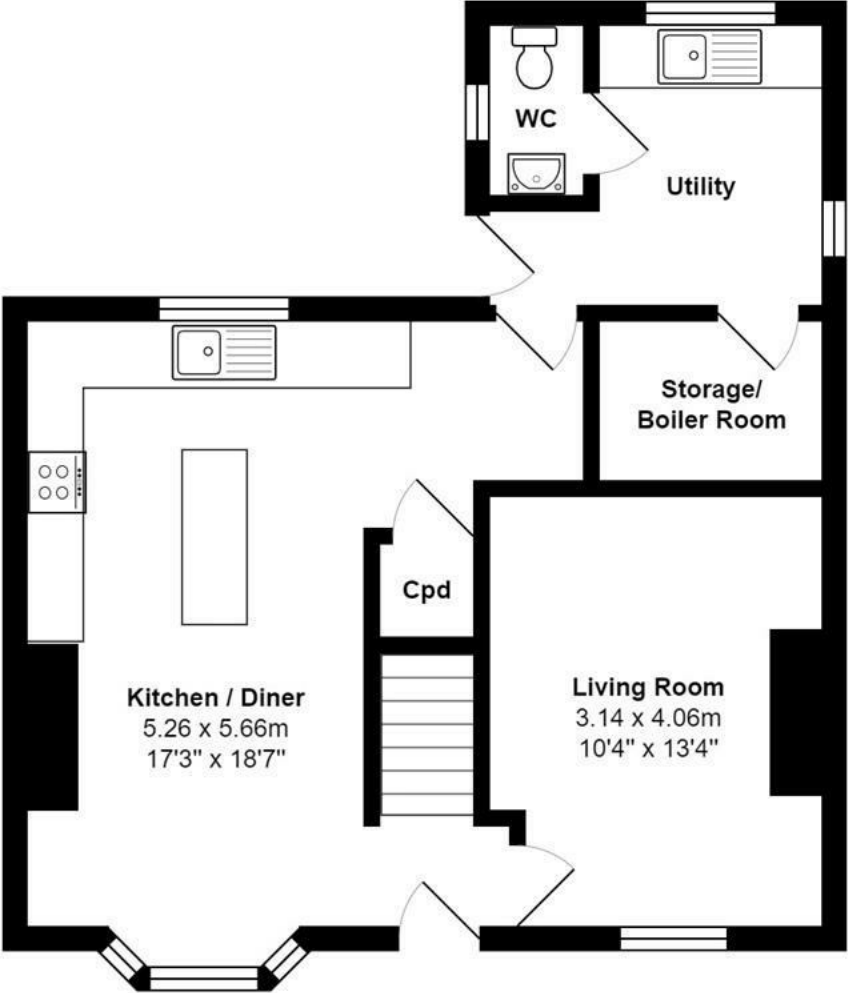 WC
Utility
Storage/
Boiler Room
Cpd
Kitchen / Diner
5.26 x 5.66m
17'3" x 18'7"
Living Room
3.14 x 4.06m
10'4" x 13'4"